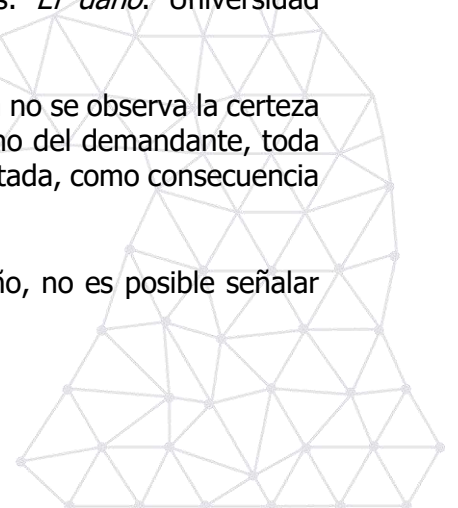 s. El daño. Universidad
no se observa la certeza
no del demandante, toda
tada, como consecuencia
ño, no es posible señalar